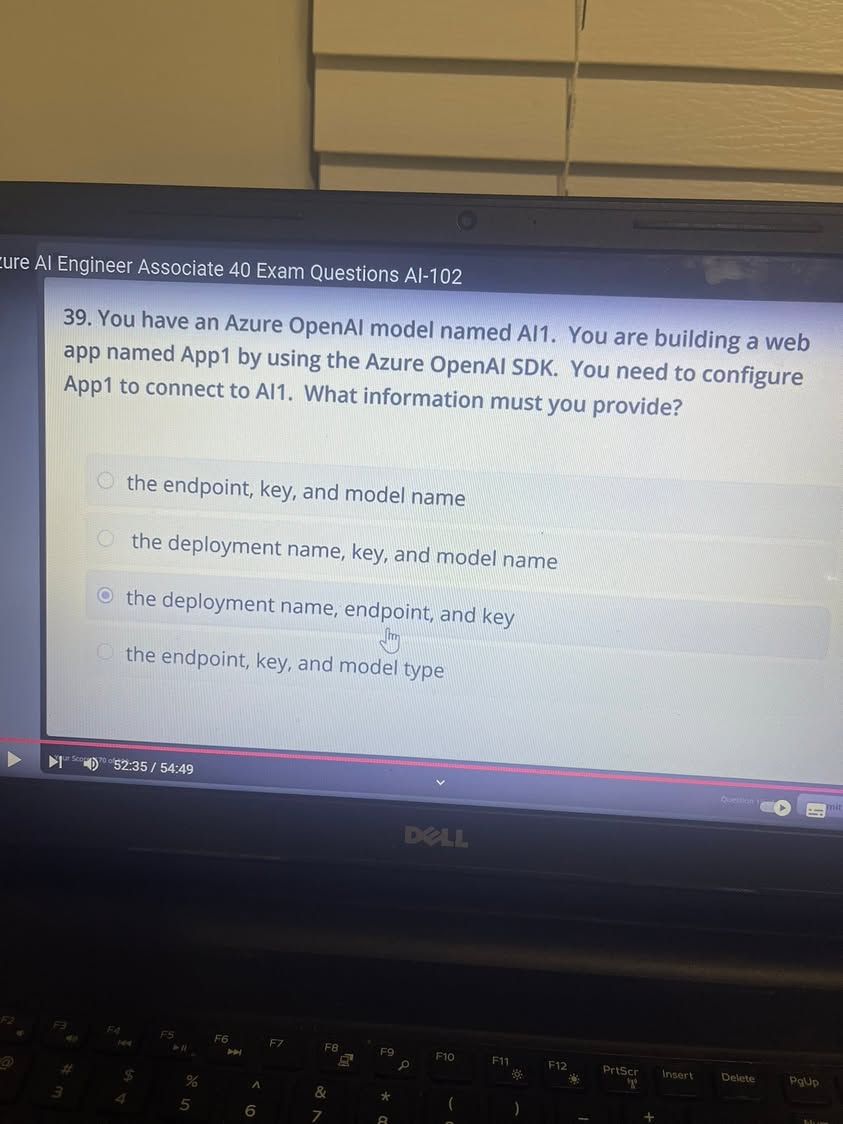 zure AI Engineer Associate 40 Exam Questions AI-102
39. You have an Azure OpenAI model named AI1. You are building a web
app named App1 by using the Azure OpenAI SDK. You need to configure
App1 to connect to AI1. What information must you provide?
the endpoint, key, and model name
the deployment name, key, and model name
the deployment name, endpoint, and key
the endpoint, key, and model type
52:35 / 54:49
Question
DELL
F2 F3 F4 F5 F6 F7 F8 F9 F10 F11 F12 PrtScr Insert Delete PgUp
@ # $ % ^ & * ( ) _ +
3 4 5 6 7 8